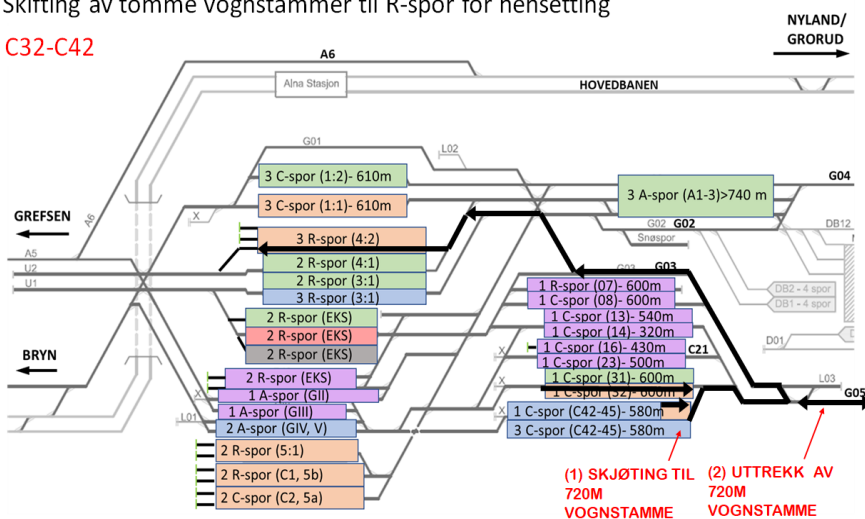 Skifting av tomme vognstammer til R-spor for hensetting
C32-C42
NYLAND/
GRORUD
A6
Alna Stasjon
HOVEDBANEN
G01
L02
3 C-spor (1:2)- 610m
3 A-spor (A1-3)>740 m
G04
A6
X
3 C-spor (1:1)- 610m
GREFSEN
G02
G02
DB12
Snøspor
3 R-spor (4:2)
A5
U2
U1
2 R-spor (4:1)
2 R-spor (3:1)
3 R-spor (3:1)
G03
1 R-spor (07)- 600m
1 C-spor (08)- 600m
DB2 - 4 spor
DB1 - 4 spor
2 R-spor (EKS)
2 R-spor (EKS)
2 R-spor (EKS)
1 C-spor (13)- 540m
1 C-spor (14)- 320m
D01
BRYN
X
1 C-spor (16)- 430m
1 C-spor (23)- 500m
C21
2 R-spor (EKS)
X
1 C-spor (31)- 600m
1 C-spor (32)- 600m
L03
G05
X
1 A-spor (GII)
1 A-spor (GIII)
L01
2 A-spor (GIV, V)
X
1 C-spor (C42-45)- 580m
3 C-spor (C42-45)- 580m
2 R-spor (5:1)
2 R-spor (C1, 5b)
2 C-spor (C2, 5a)
(1) SKJØTING TIL
720M
VOGNSTAMME
(2) UTTREKK AV
720M
VOGNSTAMME